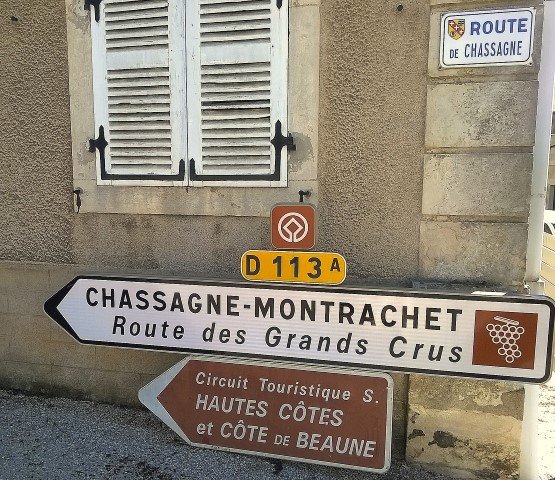 ROUTE
DE CHASSAGNE
D 113 A
CHASSAGNE-MONTRACHET
Route des Grands Crus
Circuit Touristique S.
HAUTES CÔTES
et CÔTE DE BEAUNE